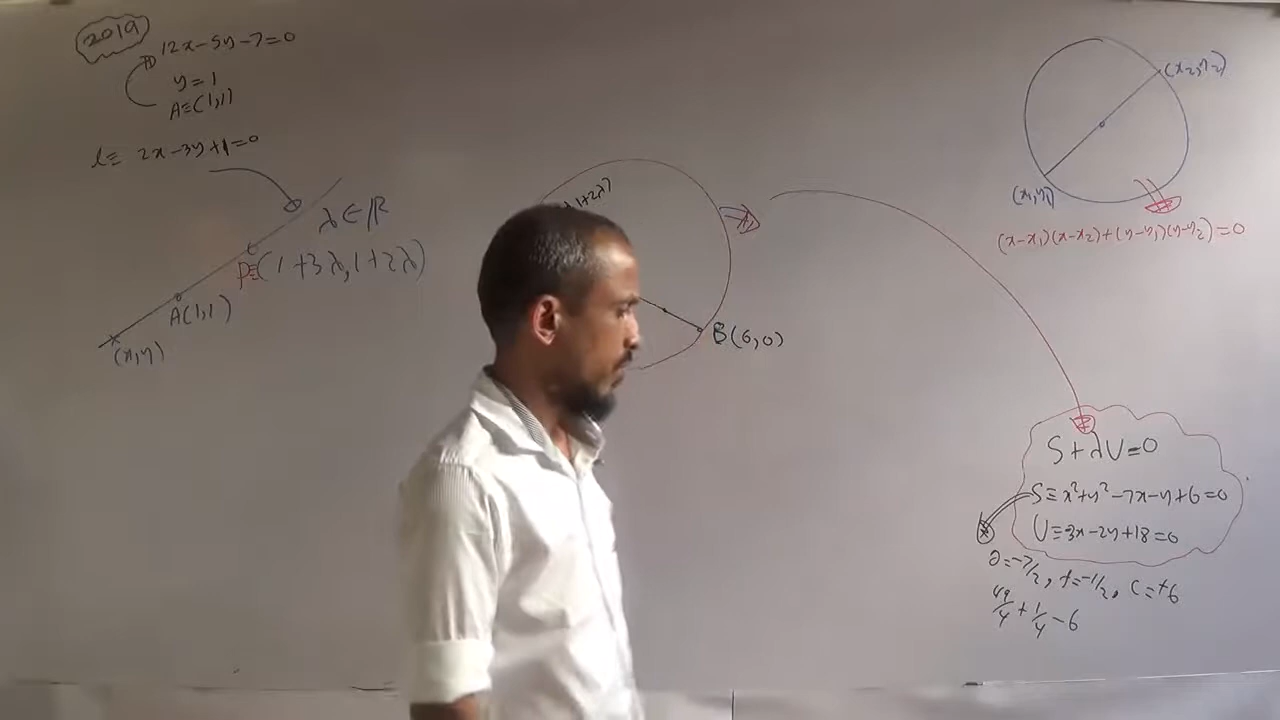 2019
12x-5y-7=0
y=1
A≡(1,1)
l≡ 2x-3y+1=0
λ∈ℝ
P≡(1+3λ,1+2λ)
A(1,1)
(x,y)
1+2λ)
B(6,0)
(x₂,y₂)
(x₁,y₁)
(x-x₁)(x-x₂)+(y-y₁)(y-y₂)=0
S+λU=0
S≡x²+y²-7x-y+6=0
U≡3x-2y+18=0
g=-7/2, f=-1/2, c=+6
49/4+1/4-6